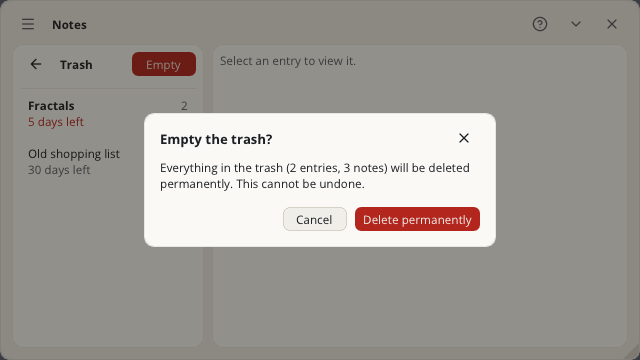 Notes
Trash
Empty
Select an entry to view it.
Fractals 2
5 days left
Old shopping list
30 days left
Empty the trash?
Everything in the trash (2 entries, 3 notes) will be deleted
permanently. This cannot be undone.
Cancel
Delete permanently